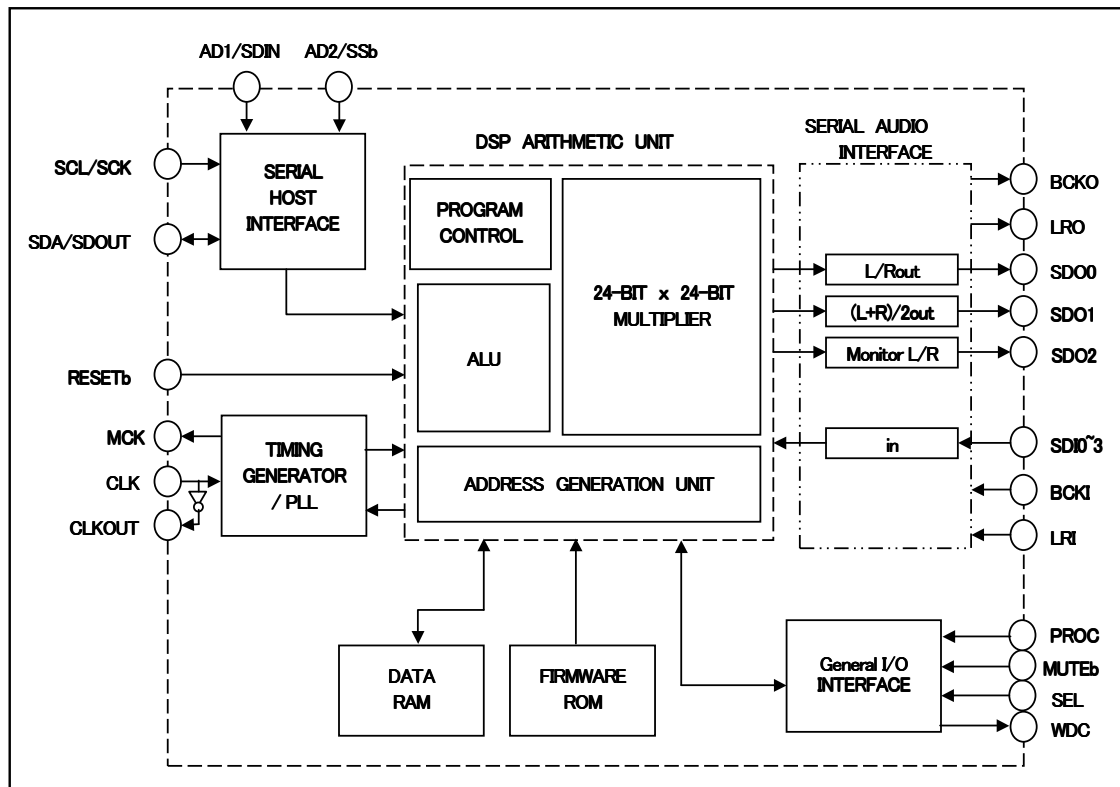 AD1/SDIN
AD2/SSb
SCL/SCK
SDA/SDOUT
SERIAL
HOST
INTERFACE
RESETb
MCK
CLK
CLKOUT
TIMING
GENERATOR
/ PLL
DSP ARITHMETIC UNIT
PROGRAM
CONTROL
ALU
24-BIT x 24-BIT
MULTIPLIER
ADDRESS GENERATION UNIT
DATA
RAM
FIRMWARE
ROM
SERIAL AUDIO
INTERFACE
L/Rout
(L+R)/2out
Monitor L/R
in
BCKO
LRO
SDO0
SDO1
SDO2
SDI0~3
BCKI
LRI
General I/O
INTERFACE
PROC
MUTEb
SEL
WDC